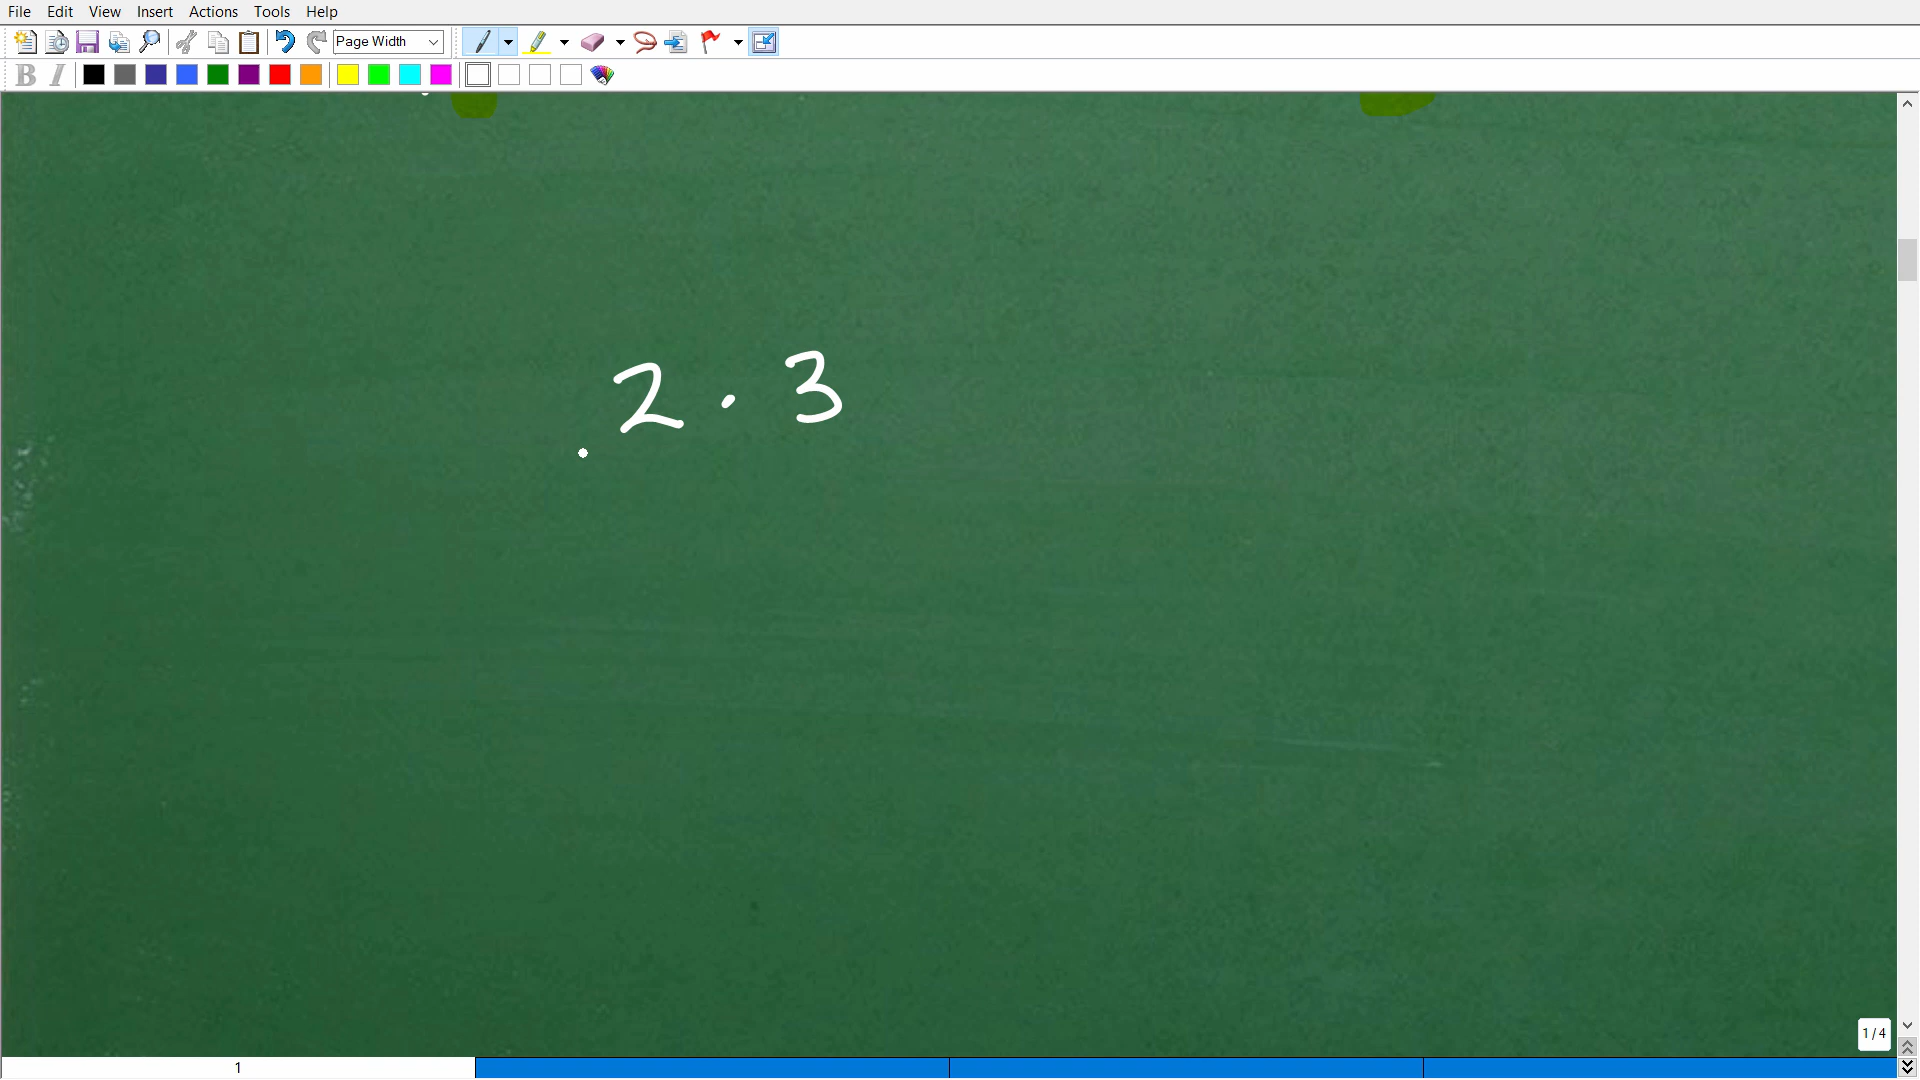 File Edit View Insert Actions Tools Help
Page Width
B I
2 · 3
1 / 4
1